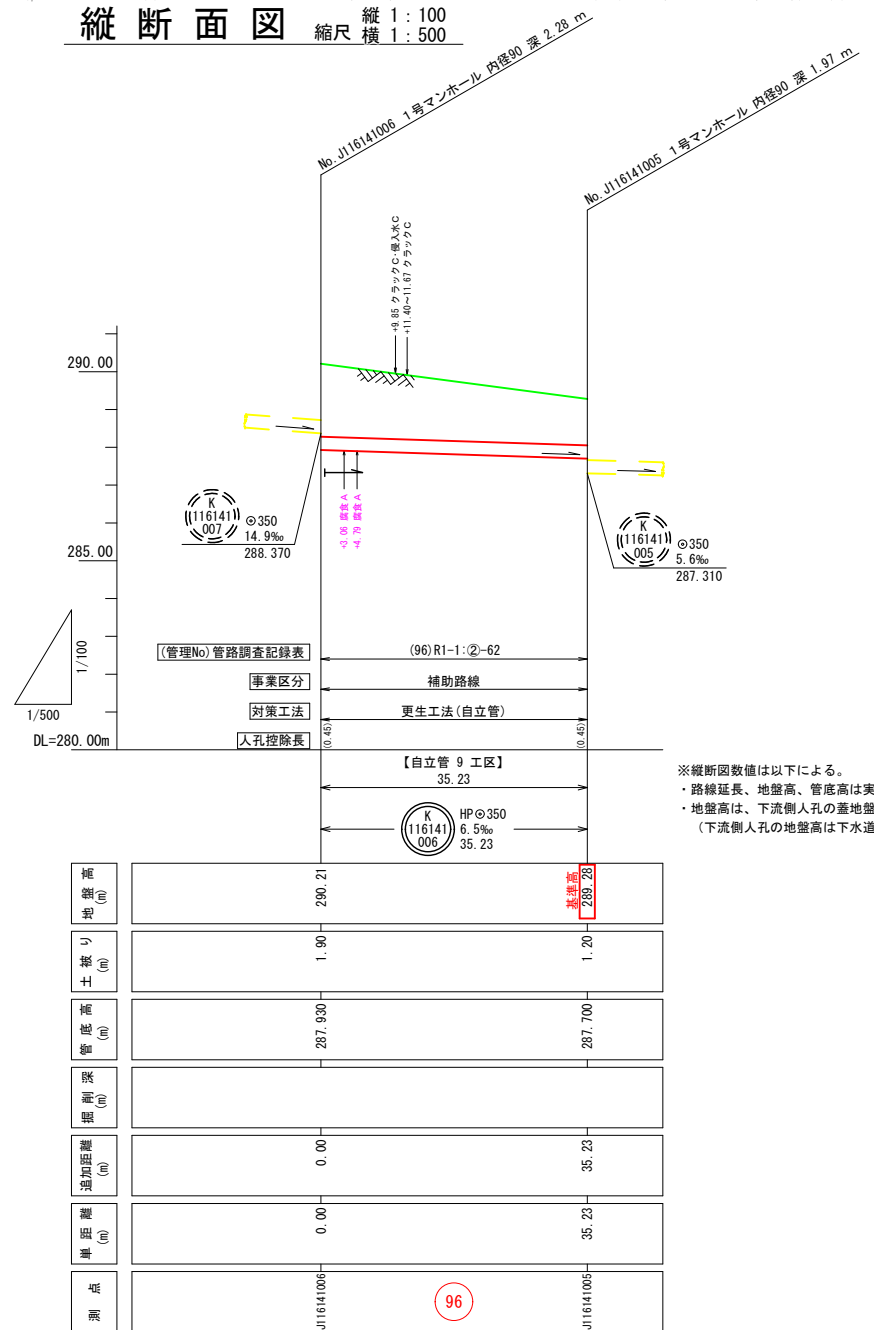 縦断面図 縮尺 縦 1:100 横 1:500
No.J116141006 1号マンホール 内径90 深 2.28 m
No.J116141005 1号マンホール 内径90 深 1.97 m
+9.85 クラックC・侵入水C
+11.40~11.67 クラックC
290.00
285.00
K
116141
007
⊙350
14.9‰
288.370
+3.06 腐食A
+4.79 腐食A
K
116141
005
⊙350
5.6‰
287.310
1/100
1/500
DL=280.00m
(管理No)管路調査記録表 (96)R1-1:②-62
事業区分 補助路線
対策工法 更生工法(自立管)
人孔控除長 (0.45) (0.45)
【自立管 9 工区】
35.23
K
116141
006
HP⊙350
6.5‰
35.23
※縦断図数値は以下による。
・路線延長、地盤高、管底高は実
・地盤高は、下流側人孔の蓋地盤
(下流側人孔の地盤高は下水道
地盤高 (m) 290.21 基準高 289.28
土被り (m) 1.90 1.20
管底高 (m) 287.930 287.700
掘削深 (m)
追加距離 (m) 0.00 35.23
単距離 (m) 0.00 35.23
測点 J116141006 96 J116141005